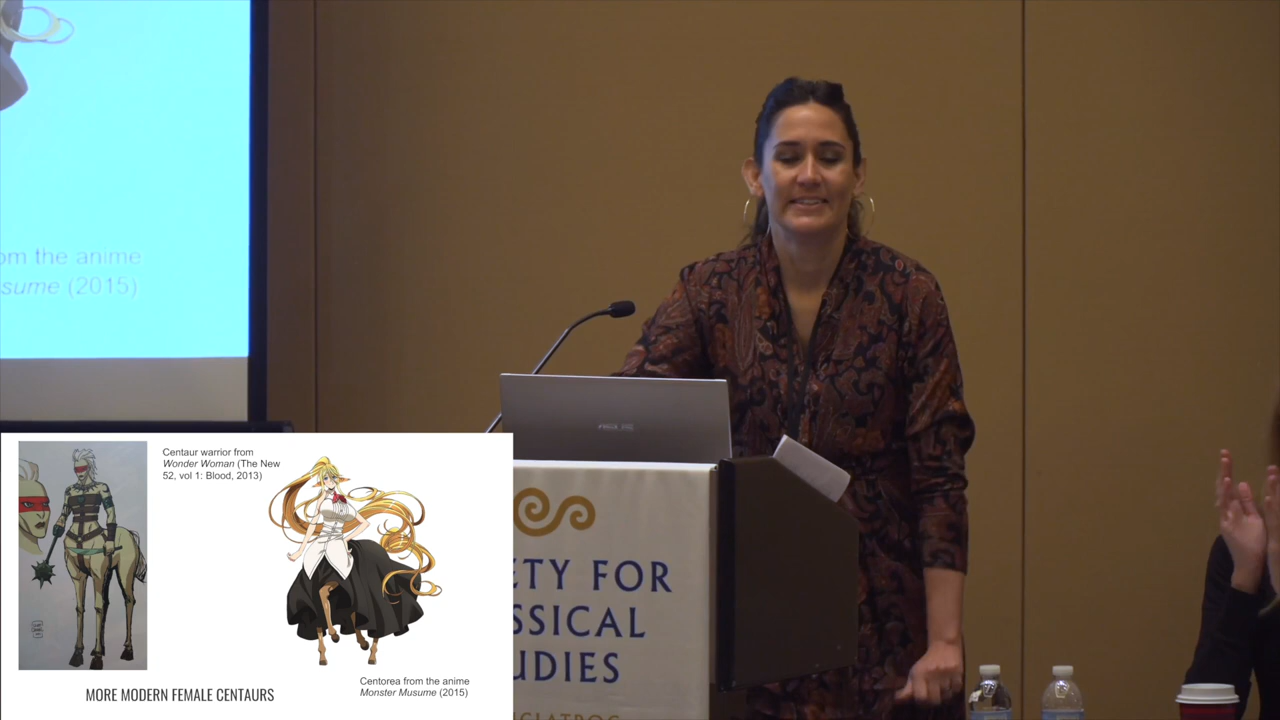 om the anime
sume (2015)
Centaur warrior from
Wonder Woman (The New
52, vol 1: Blood, 2013)
Centorea from the anime
Monster Musume (2015)
MORE MODERN FEMALE CENTAURS
ETY FOR
SSICAL
UDIES